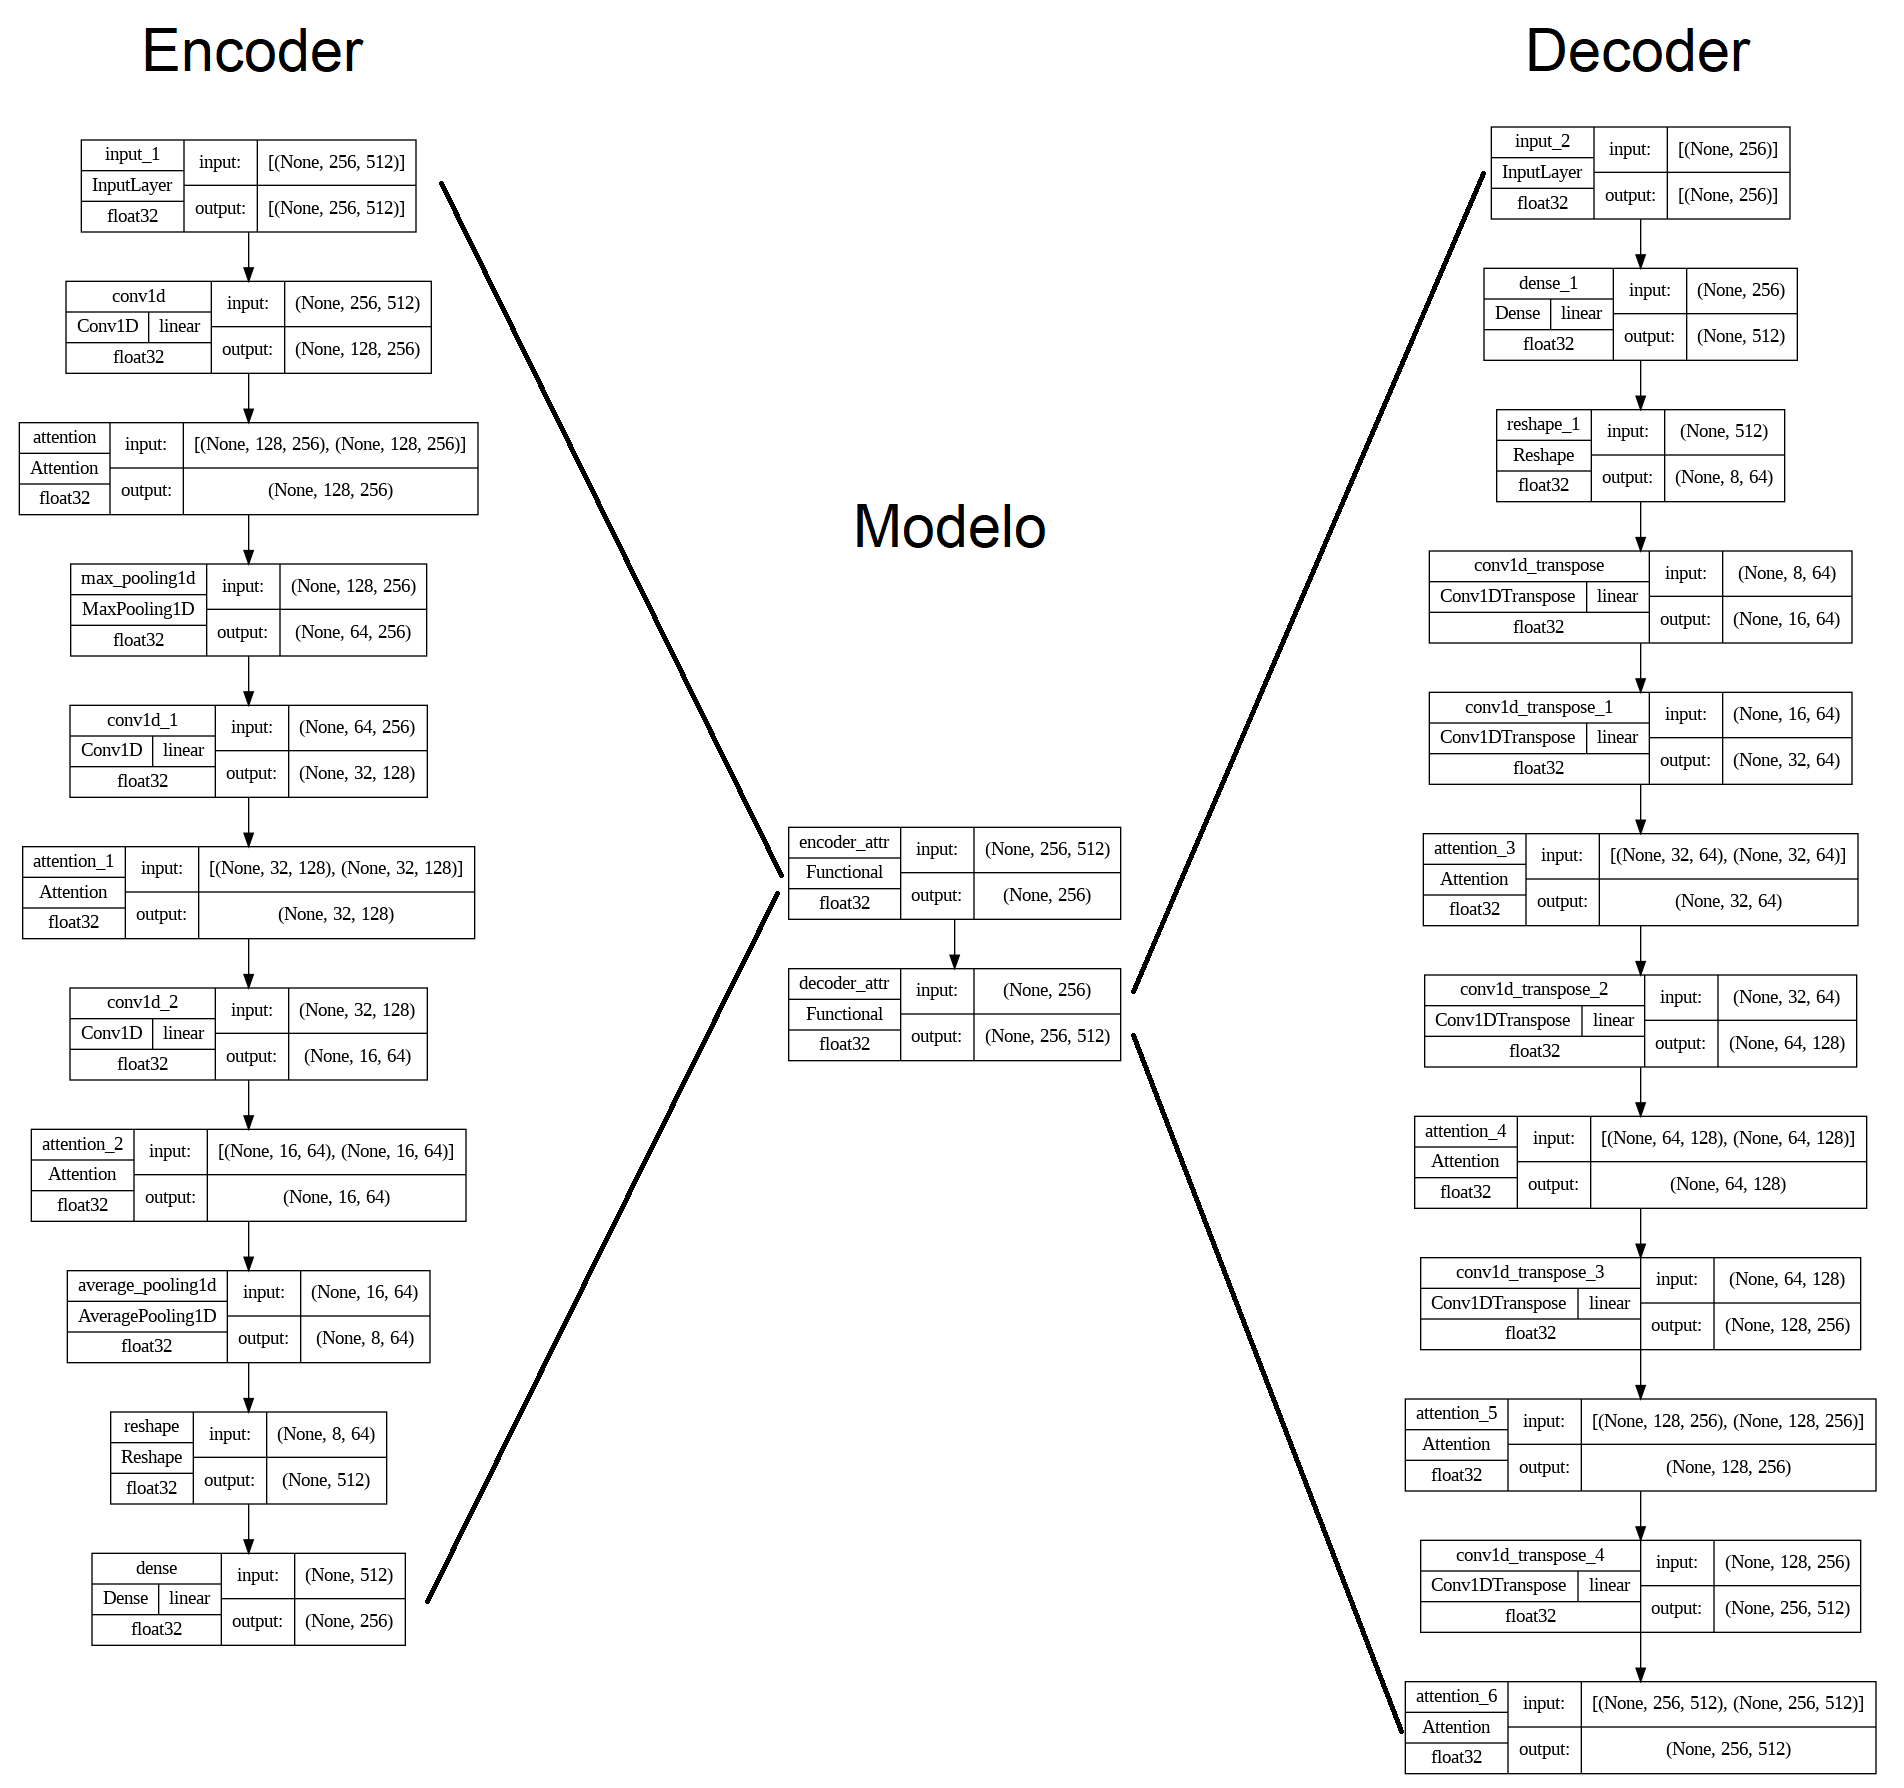 Encoder
input_1
InputLayer
float32
input:
[(None, 256, 512)]
output:
[(None, 256, 512)]
conv1d
Conv1D
linear
float32
input:
(None, 256, 512)
output:
(None, 128, 256)
attention
Attention
float32
input:
[(None, 128, 256), (None, 128, 256)]
output:
(None, 128, 256)
max_pooling1d
MaxPooling1D
float32
input:
(None, 128, 256)
output:
(None, 64, 256)
conv1d_1
Conv1D
linear
float32
input:
(None, 64, 256)
output:
(None, 32, 128)
attention_1
Attention
float32
input:
[(None, 32, 128), (None, 32, 128)]
output:
(None, 32, 128)
conv1d_2
Conv1D
linear
float32
input:
(None, 32, 128)
output:
(None, 16, 64)
attention_2
Attention
float32
input:
[(None, 16, 64), (None, 16, 64)]
output:
(None, 16, 64)
average_pooling1d
AveragePooling1D
float32
input:
(None, 16, 64)
output:
(None, 8, 64)
reshape
Reshape
float32
input:
(None, 8, 64)
output:
(None, 512)
dense
Dense
linear
float32
input:
(None, 512)
output:
(None, 256)
Modelo
encoder_attr
Functional
float32
input:
(None, 256, 512)
output:
(None, 256)
decoder_attr
Functional
float32
input:
(None, 256)
output:
(None, 256, 512)
Decoder
input_2
InputLayer
float32
input:
[(None, 256)]
output:
[(None, 256)]
dense_1
Dense
linear
float32
input:
(None, 256)
output:
(None, 512)
reshape_1
Reshape
float32
input:
(None, 512)
output:
(None, 8, 64)
conv1d_transpose
Conv1DTranspose
linear
float32
input:
(None, 8, 64)
output:
(None, 16, 64)
conv1d_transpose_1
Conv1DTranspose
linear
float32
input:
(None, 16, 64)
output:
(None, 32, 64)
attention_3
Attention
float32
input:
[(None, 32, 64), (None, 32, 64)]
output:
(None, 32, 64)
conv1d_transpose_2
Conv1DTranspose
linear
float32
input:
(None, 32, 64)
output:
(None, 64, 128)
attention_4
Attention
float32
input:
[(None, 64, 128), (None, 64, 128)]
output:
(None, 64, 128)
conv1d_transpose_3
Conv1DTranspose
linear
float32
input:
(None, 64, 128)
output:
(None, 128, 256)
attention_5
Attention
float32
input:
[(None, 128, 256), (None, 128, 256)]
output:
(None, 128, 256)
conv1d_transpose_4
Conv1DTranspose
linear
float32
input:
(None, 128, 256)
output:
(None, 256, 512)
attention_6
Attention
float32
input:
[(None, 256, 512), (None, 256, 512)]
output:
(None, 256, 512)